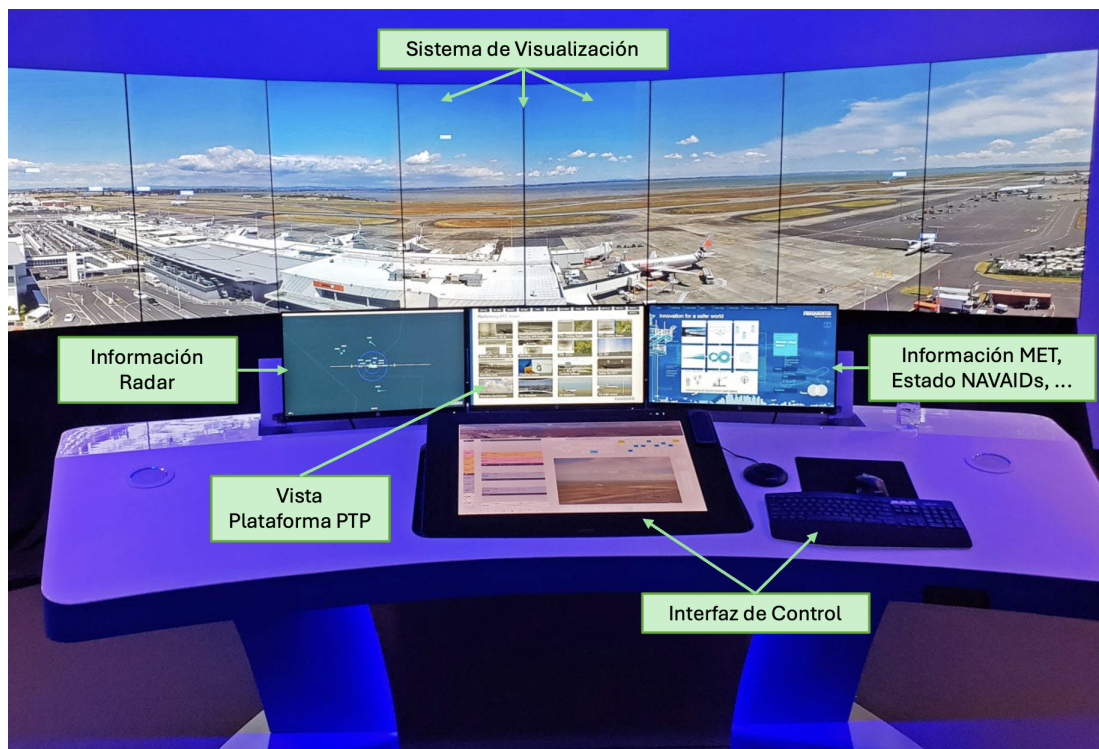 Sistema de Visualización
Información
Radar
Innovation for a safer world
FREQUENTIS
Información MET,
Estado NAVAIDs, ...
Vista
Plataforma PTP
Interfaz de Control